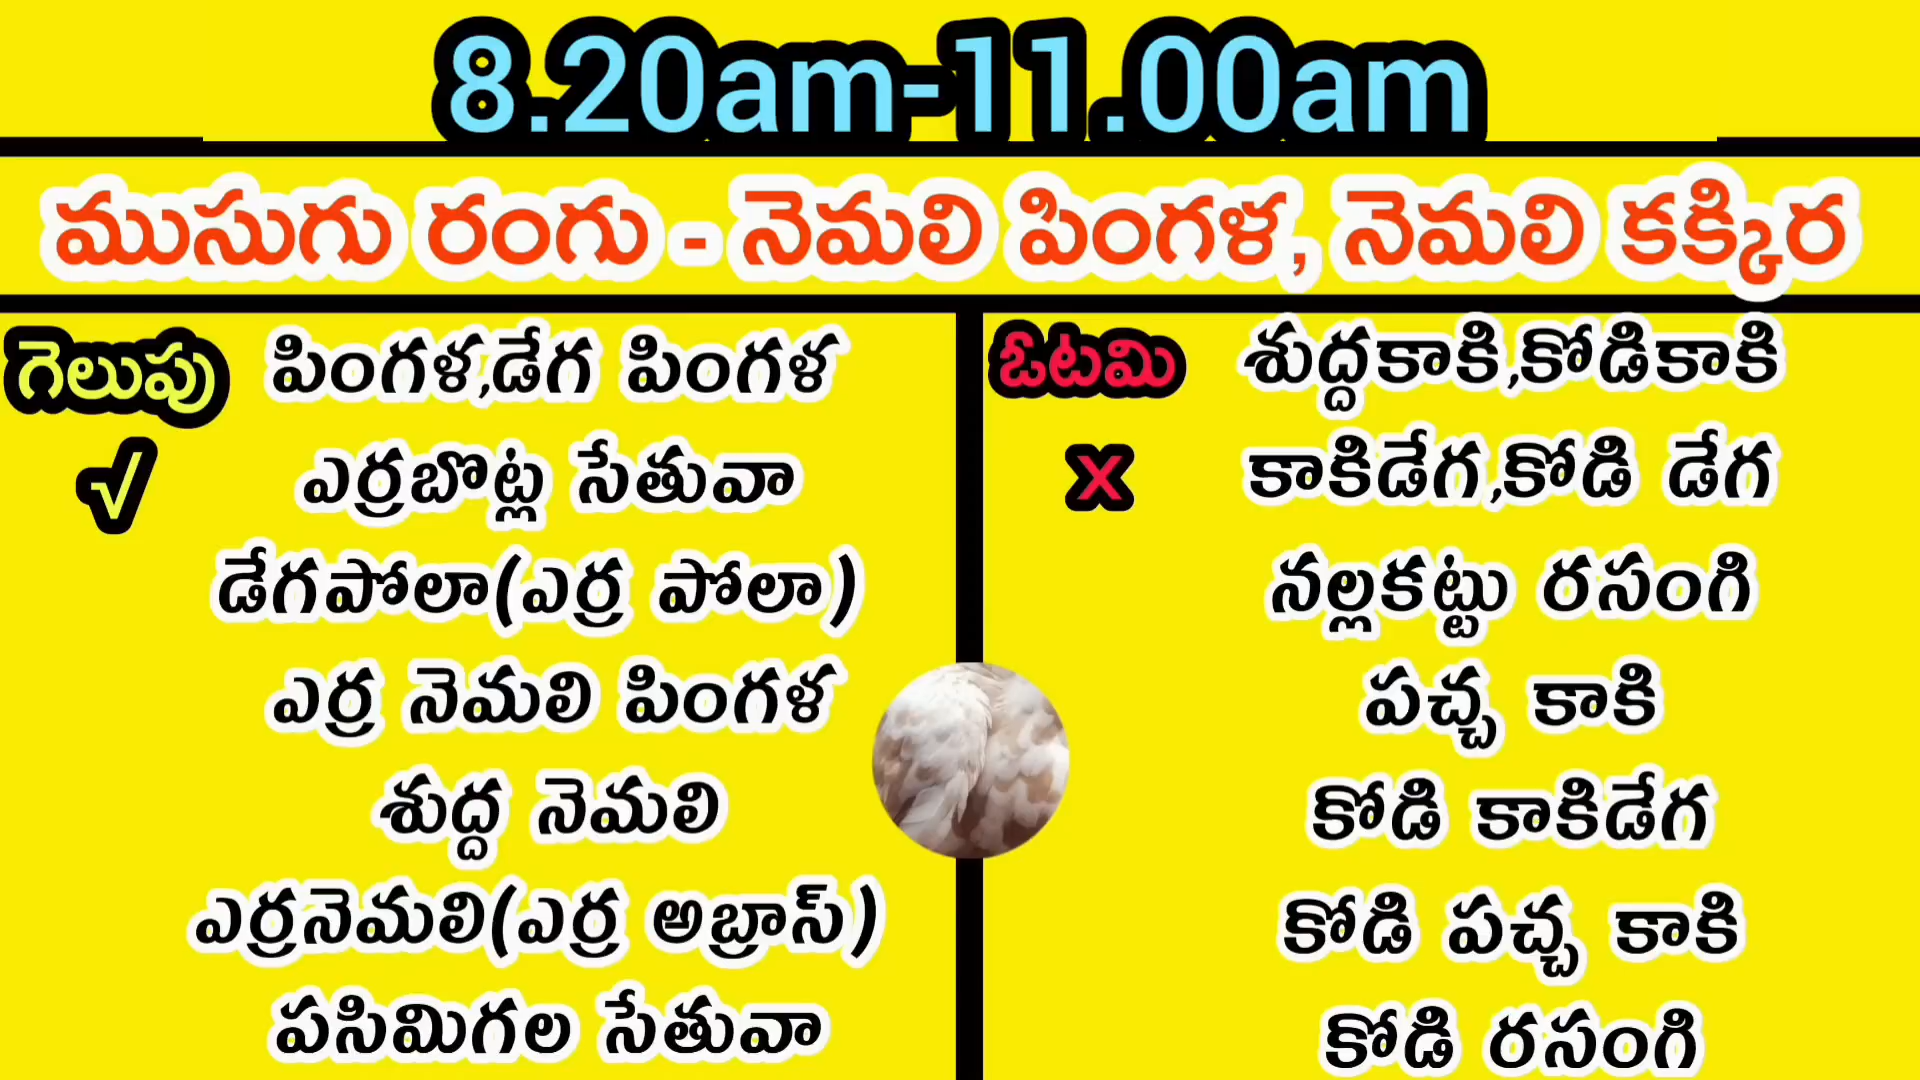 8.20am-11.00am
ముసుగు రంగు - నెమలి పింగళ, నెమలి కక్కిర
గెలుపు
√
పింగళ,డేగ పింగళ
ఎర్రబొట్ల సేతువా
డేగపోలా(ఎర్ర పోలా)
ఎర్ర నెమలి పింగళ
శుద్ధ నెమలి
ఎర్రనెమలి(ఎర్ర అబ్రాస్)
పసిమిగల సేతువా
ఓటమి
x
శుద్ధకాకి,కోడికాకి
కాకిడేగ,కోడి డేగ
నల్లకట్టు రసంగి
పచ్చ కాకి
కోడి కాకిడేగ
కోడి పచ్చ కాకి
కోడి రసంగి